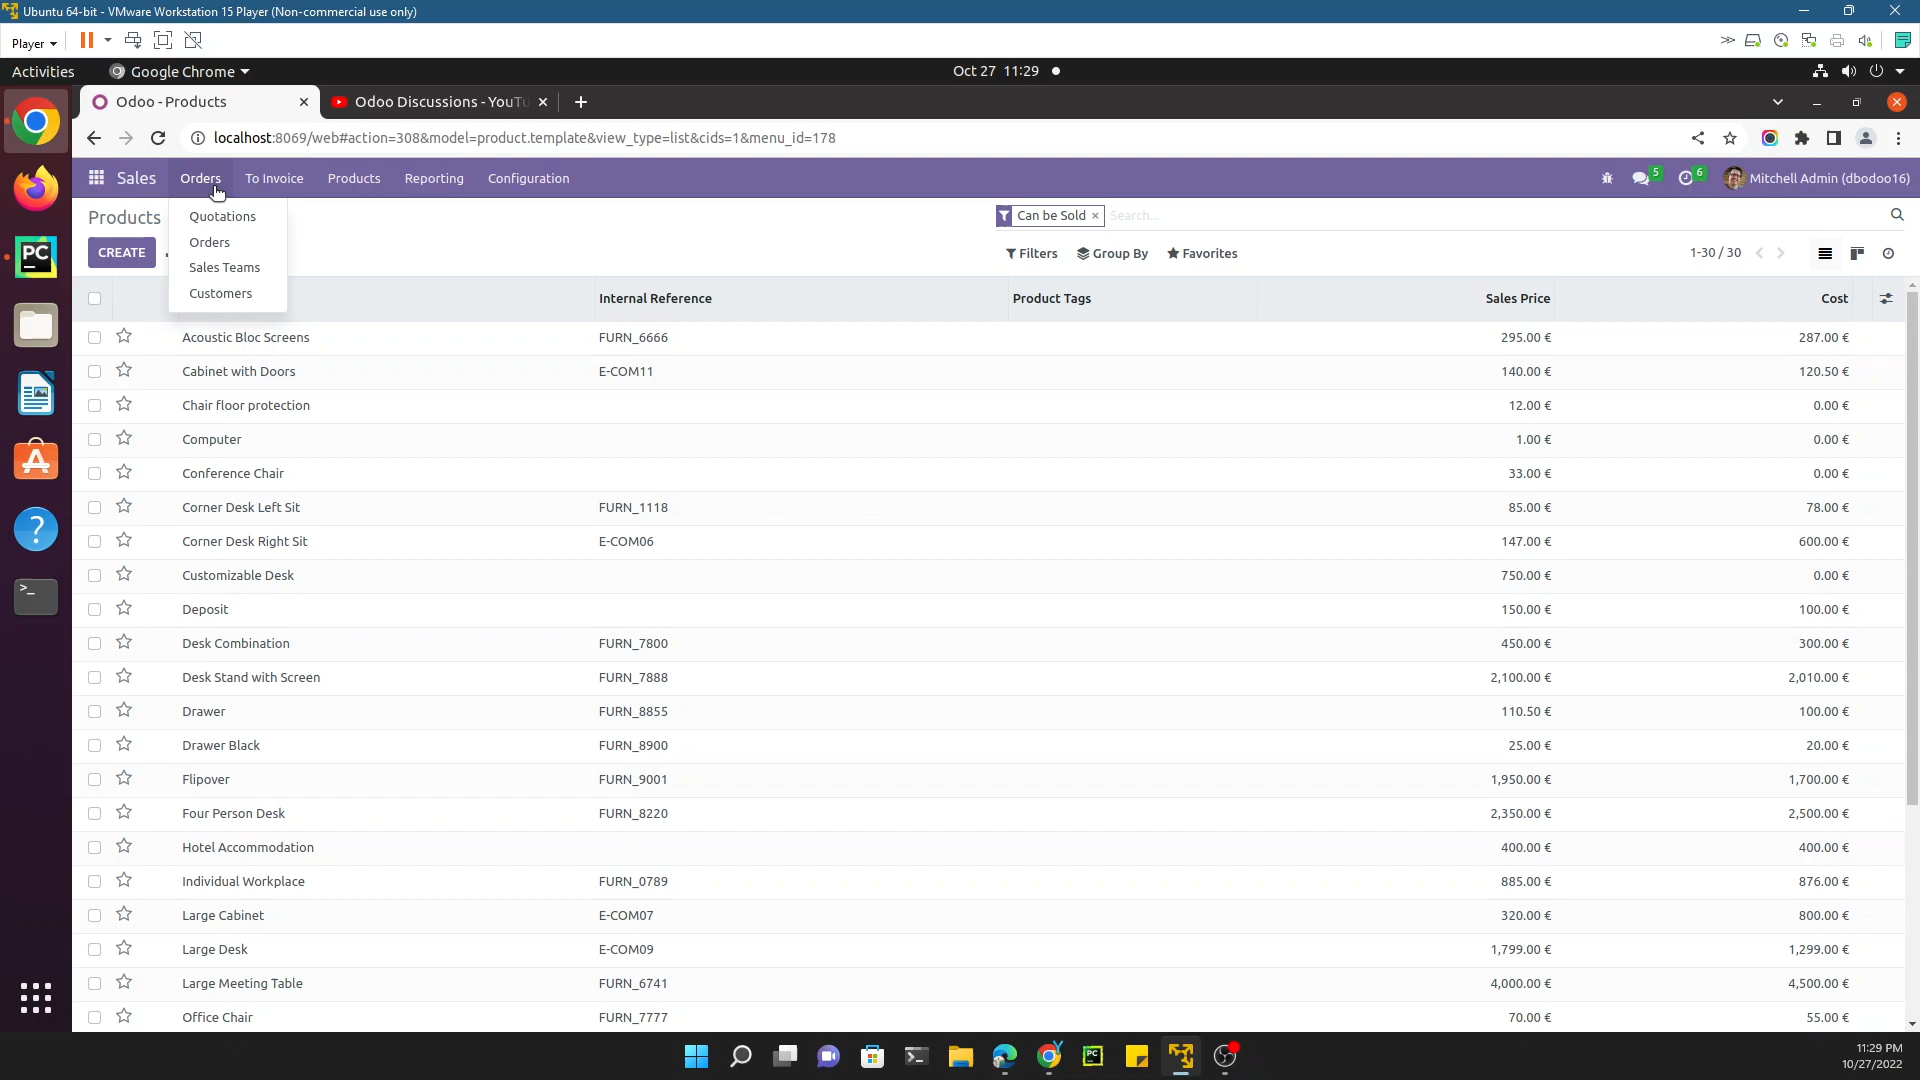 Ubuntu 64-bit - VMware Workstation 15 Player (Non-commercial use only)
Player
Activities Google Chrome Oct 27 11:29
Odoo - Products Odoo Discussions - YouTu
localhost:8069/web#action=308&model=product.template&view_type=list&cids=1&menu_id=178
Sales Orders To Invoice Products Reporting Configuration 5 6 Mitchell Admin (dbodoo16)
Products Quotations Can be Sold Search...
Orders
CREATE Filters Group By Favorites 1-30 / 30
Sales Teams
Customers
Internal Reference Product Tags Sales Price Cost
Acoustic Bloc Screens FURN_6666 295.00 € 287.00 €
Cabinet with Doors E-COM11 140.00 € 120.50 €
Chair floor protection 12.00 € 0.00 €
Computer 1.00 € 0.00 €
Conference Chair 33.00 € 0.00 €
Corner Desk Left Sit FURN_1118 85.00 € 78.00 €
Corner Desk Right Sit E-COM06 147.00 € 600.00 €
Customizable Desk 750.00 € 0.00 €
Deposit 150.00 € 100.00 €
Desk Combination FURN_7800 450.00 € 300.00 €
Desk Stand with Screen FURN_7888 2,100.00 € 2,010.00 €
Drawer FURN_8855 110.50 € 100.00 €
Drawer Black FURN_8900 25.00 € 20.00 €
Flipover FURN_9001 1,950.00 € 1,700.00 €
Four Person Desk FURN_8220 2,350.00 € 2,500.00 €
Hotel Accommodation 400.00 € 400.00 €
Individual Workplace FURN_0789 885.00 € 876.00 €
Large Cabinet E-COM07 320.00 € 800.00 €
Large Desk E-COM09 1,799.00 € 1,299.00 €
Large Meeting Table FURN_6741 4,000.00 € 4,500.00 €
Office Chair FURN_7777 70.00 € 55.00 €
11:29 PM
10/27/2022